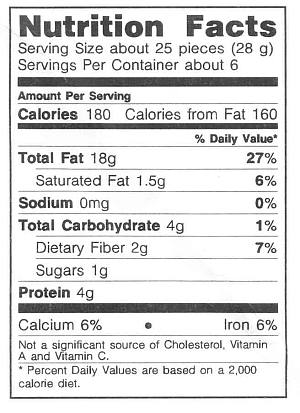 Nutrition Facts
Serving Size about 25 pieces (28 g)
Servings Per Container about 6
Amount Per Serving
Calories 180 Calories from Fat 160
% Daily Value*
Total Fat 18g 27%
Saturated Fat 1.5g 6%
Sodium 0mg 0%
Total Carbohydrate 4g 1%
Dietary Fiber 2g 7%
Sugars 1g
Protein 4g
Calcium 6% • Iron 6%
Not a significant source of Cholesterol, Vitamin
A and Vitamin C.
* Percent Daily Values are based on a 2,000
calorie diet.